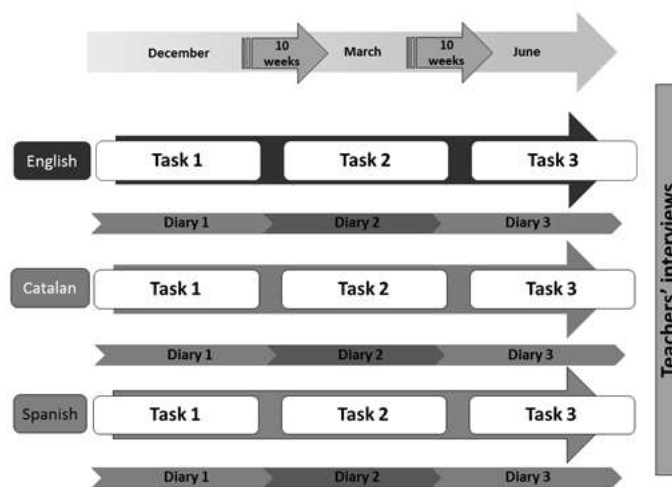 December
10
weeks
March
10
weeks
June
English
Task 1
Task 2
Task 3
Diary 1
Diary 2
Diary 3
Catalan
Task 1
Task 2
Task 3
Diary 1
Diary 2
Diary 3
Spanish
Task 1
Task 2
Task 3
Diary 1
Diary 2
Diary 3
Teachers' interviews